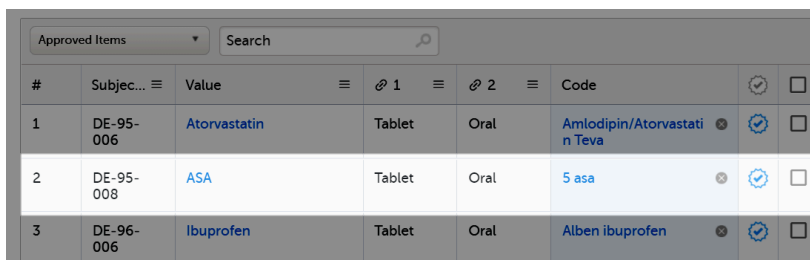 Approved Items Search
# Subjec... Value 1 2 Code
1 DE-95- Atorvastatin Tablet Oral Amlodipin/Atorvastati
006 n Teva
2 DE-95- ASA Tablet Oral 5 asa
008
3 DE-96- Ibuprofen Tablet Oral Alben ibuprofen
006